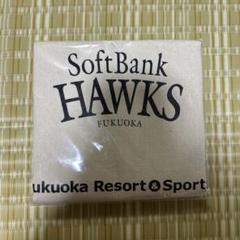 SoftBank
HAWKS
FUKUOKA
ukuoka Resort & Sport